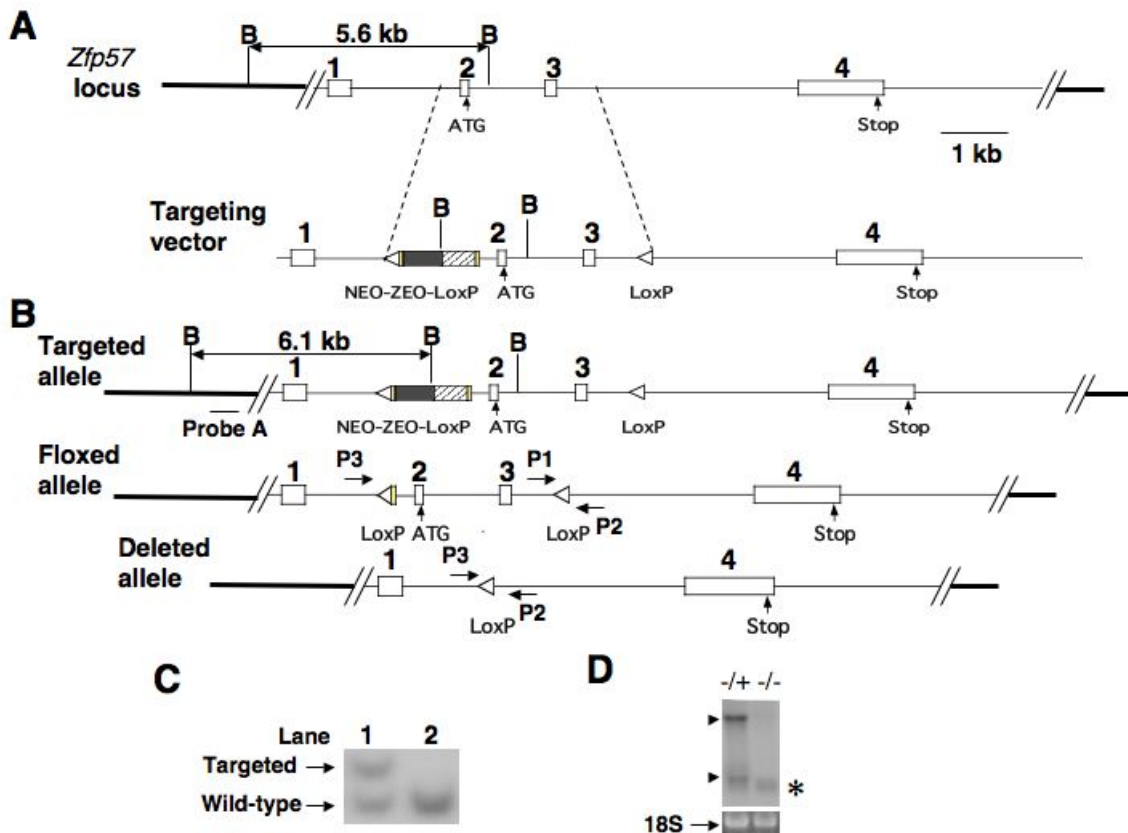 A
Zfp57
locus
B 5.6 kb B
1 2 3 4
ATG Stop
1 kb
Targeting
vector
1 B 2 B 3 4
NEO-ZEO-LoxP ATG LoxP Stop
B
Targeted
allele
B 6.1 kb B B
1 2 3 4
Probe A NEO-ZEO-LoxP ATG LoxP Stop
Floxed
allele
1 P3 2 3 P1 4
LoxP ATG LoxP P2 Stop
Deleted
allele
1 P3 4
LoxP P2 Stop
C
Lane 1 2
Targeted
Wild-type
D
-/+ -/-
*
18S